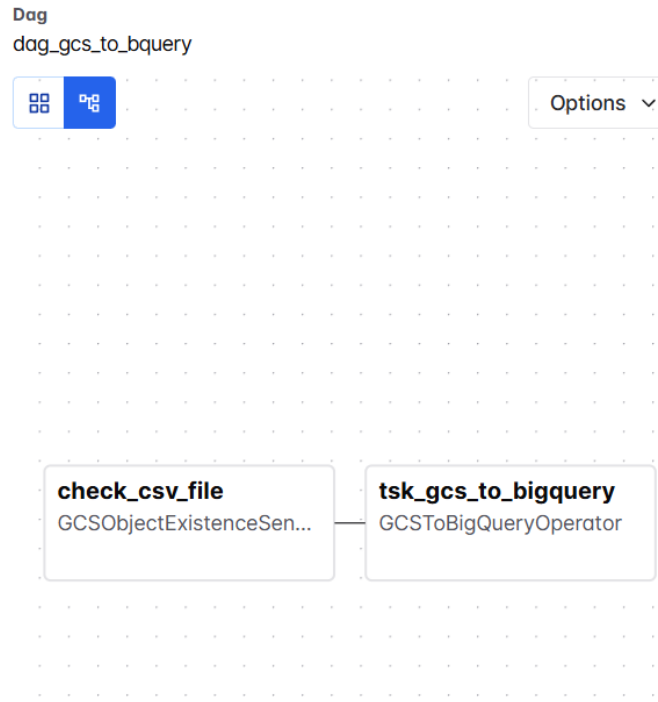 Dag
dag_gcs_to_bquery
Options
check_csv_file
GCSObjectExistenceSen...
tsk_gcs_to_bigquery
GCSToBigQueryOperator